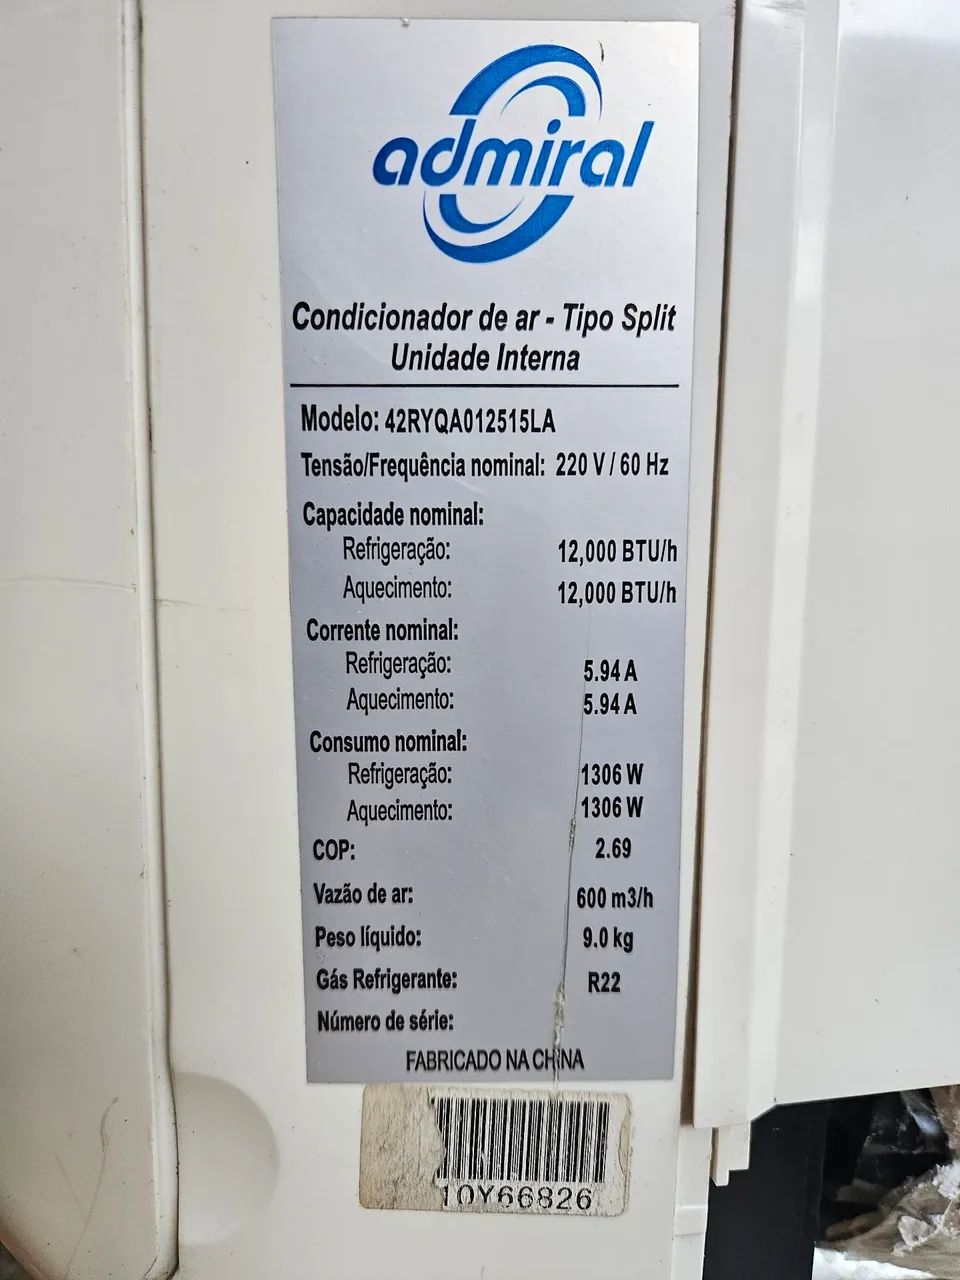 admiral
Condicionador de ar - Tipo Split
Unidade Interna
Modelo: 42RYQA012515LA
Tensão/Frequência nominal: 220 V / 60 Hz
Capacidade nominal:
Refrigeração: 12,000 BTU/h
Aquecimento: 12,000 BTU/h
Corrente nominal:
Refrigeração: 5.94 A
Aquecimento: 5.94 A
Consumo nominal:
Refrigeração: 1306 W
Aquecimento: 1306 W
COP: 2.69
Vazão de ar: 600 m3/h
Peso líquido: 9.0 kg
Gás Refrigerante: R22
Número de série:
FABRICADO NA CHINA
10Y66826